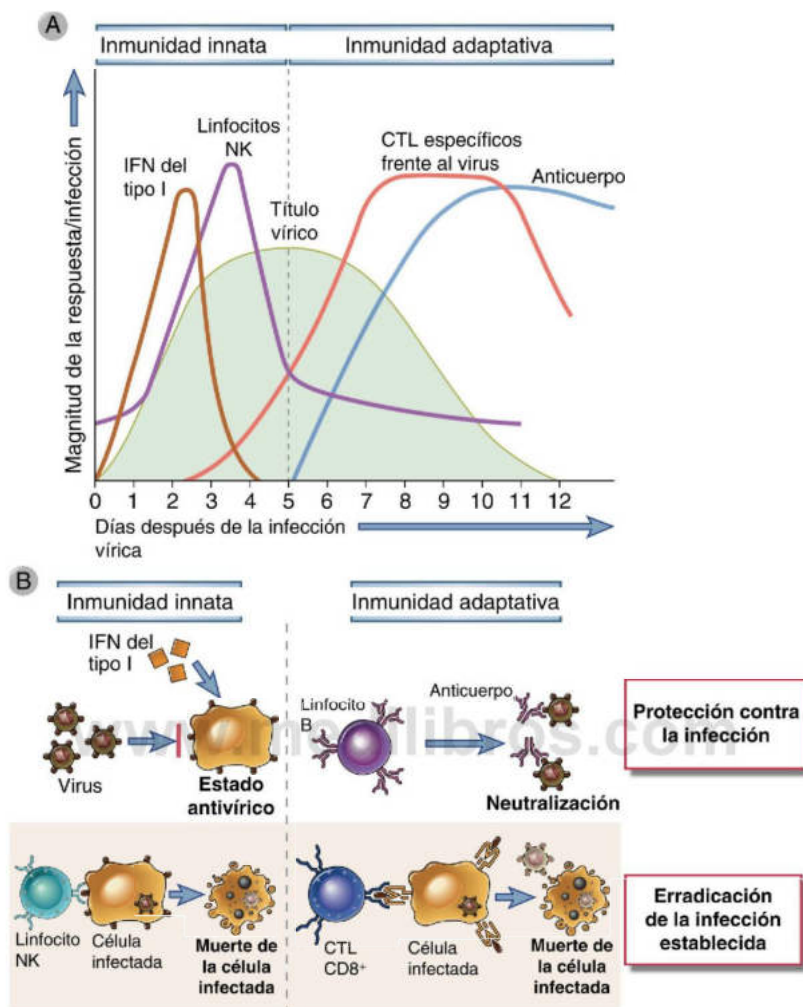 A
Inmunidad innata
Inmunidad adaptativa
Magnitud de la respuesta/infección
IFN del
tipo I
Linfocitos
NK
Título
vírico
CTL específicos
frente al virus
Anticuerpo
0 1 2 3 4 5 6 7 8 9 10 11 12
Días después de la infección
vírica
B
Inmunidad innata
Inmunidad adaptativa
IFN del
tipo I
Virus
Estado
antivírico
Linfocito
B
Anticuerpo
Neutralización
Protección contra
la infección
Linfocito
NK
Célula
infectada
Muerte de
la célula
infectada
CTL
CD8+
Célula
infectada
Muerte de
la célula
infectada
Erradicación
de la infección
establecida